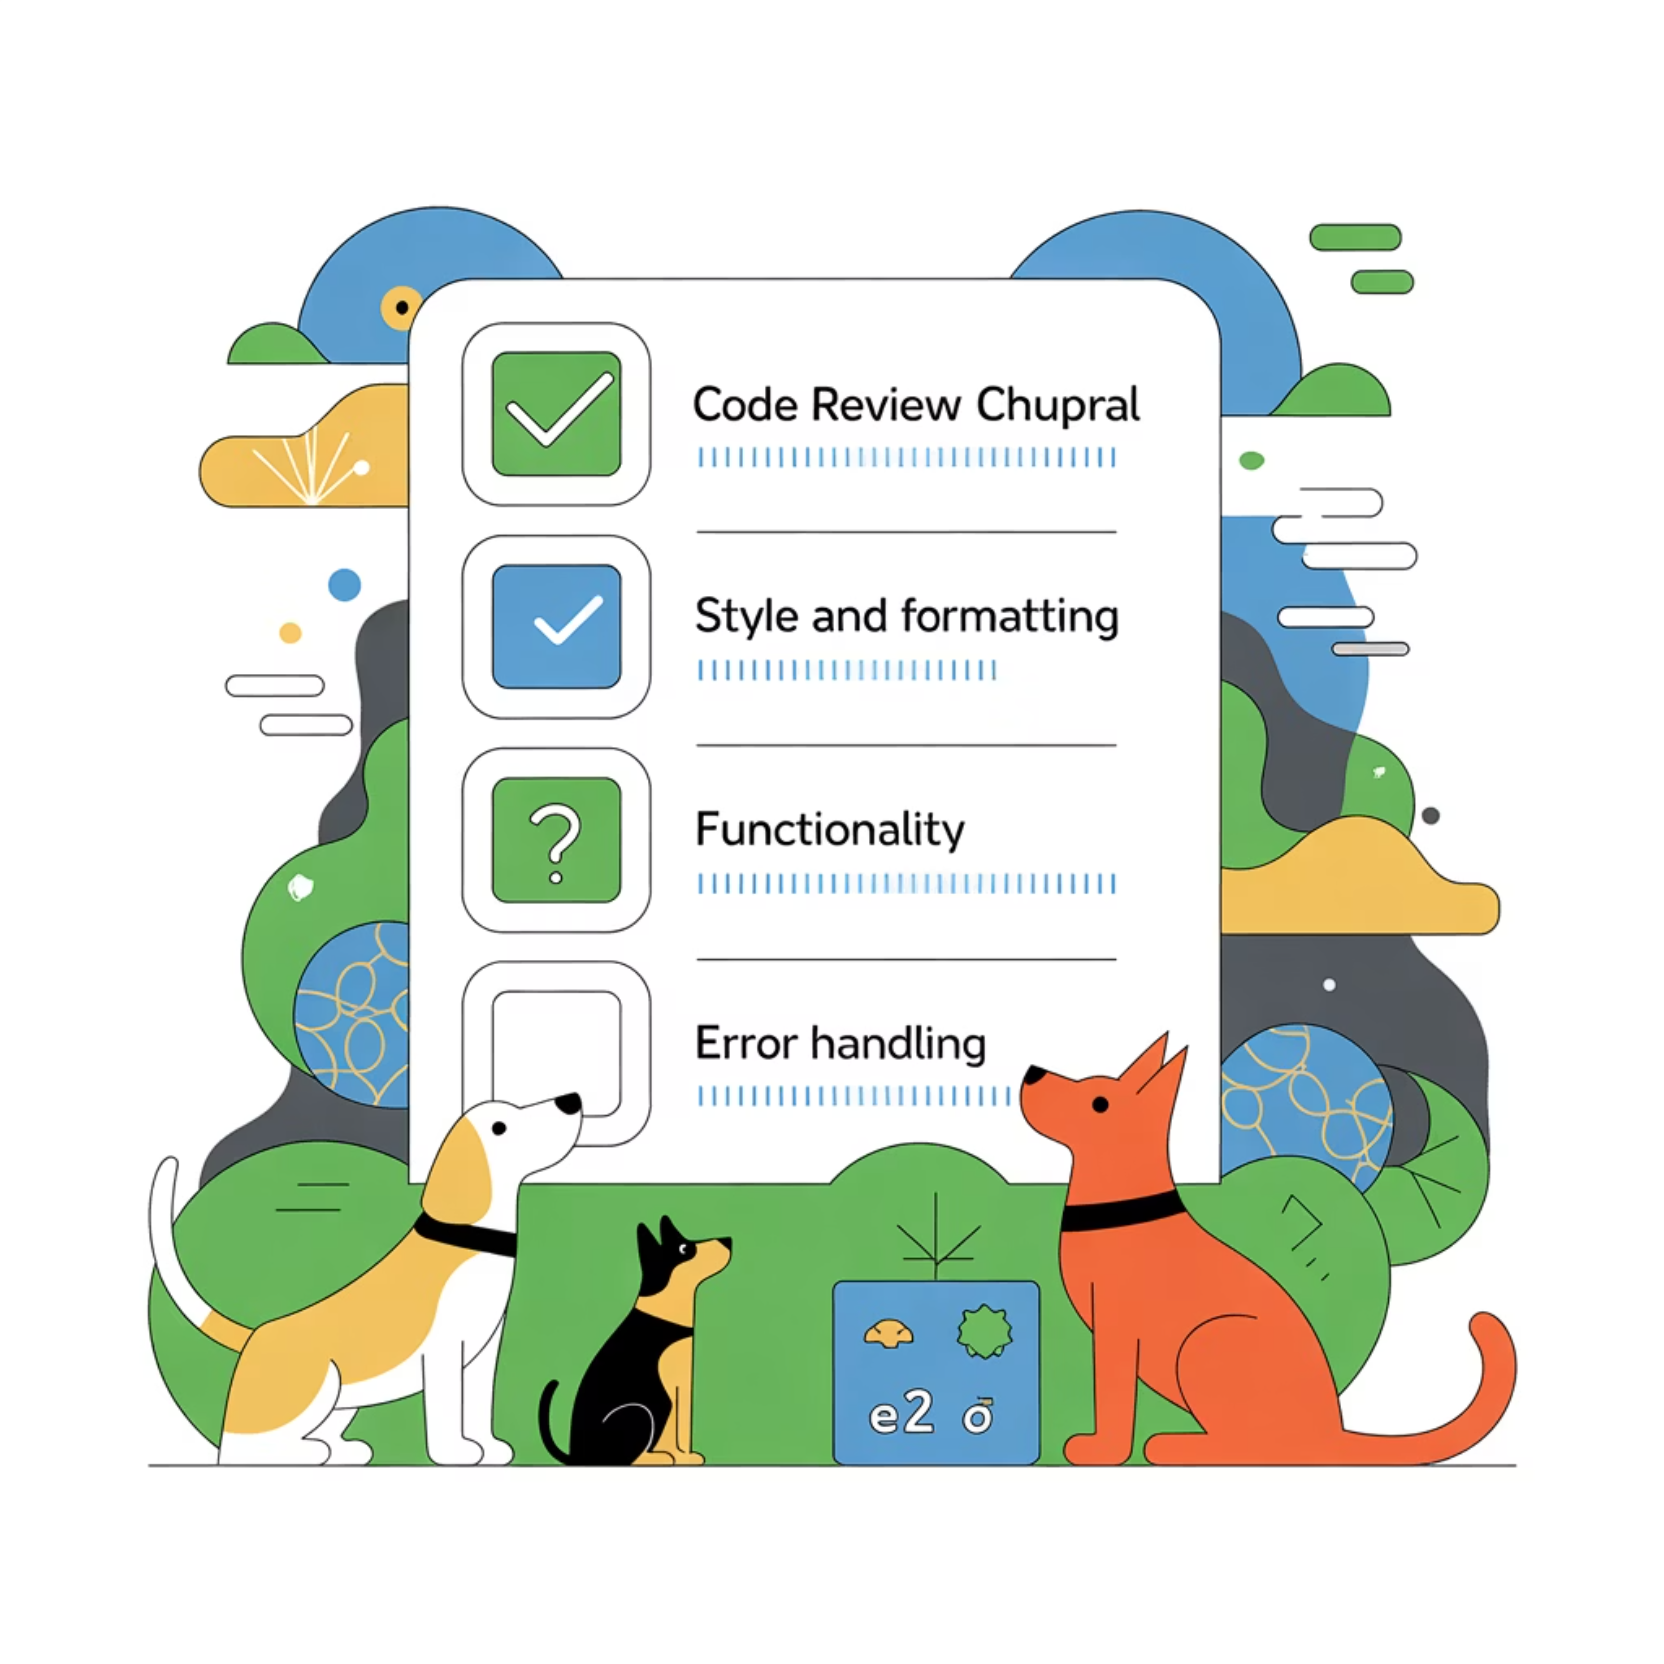 Code Review Chupral
Style and formatting
?
Functionality
Error handling
e2 ō